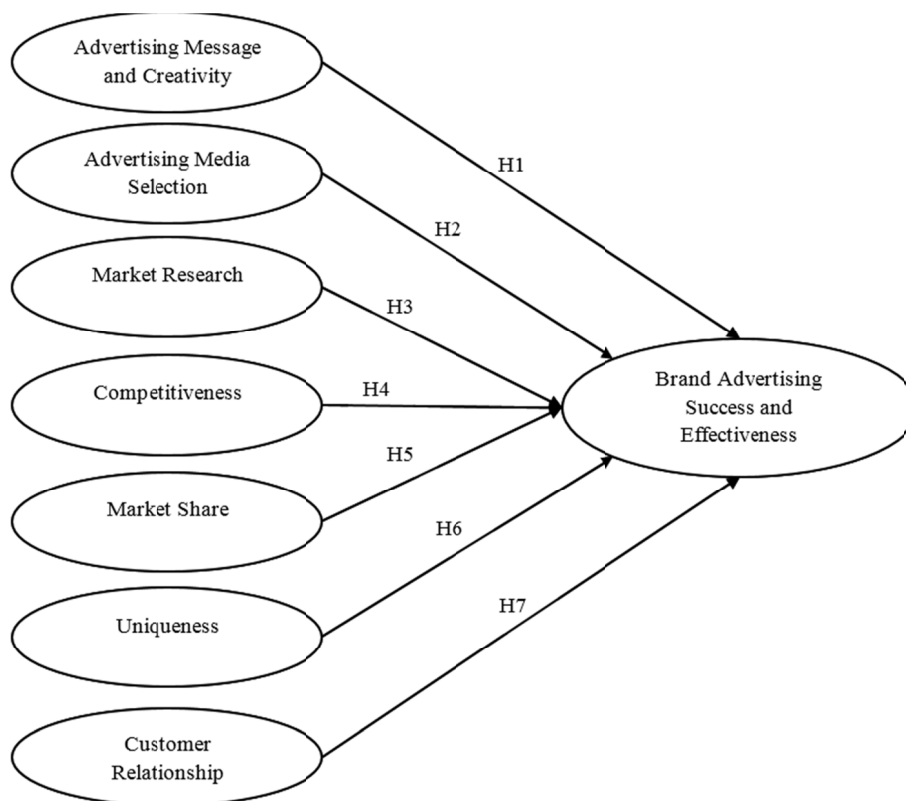 Advertising Message
and Creativity
Advertising Media
Selection
Market Research
Competitiveness
Market Share
Uniqueness
Customer
Relationship
H1
H2
H3
H4
H5
H6
H7
Brand Advertising
Success and
Effectiveness